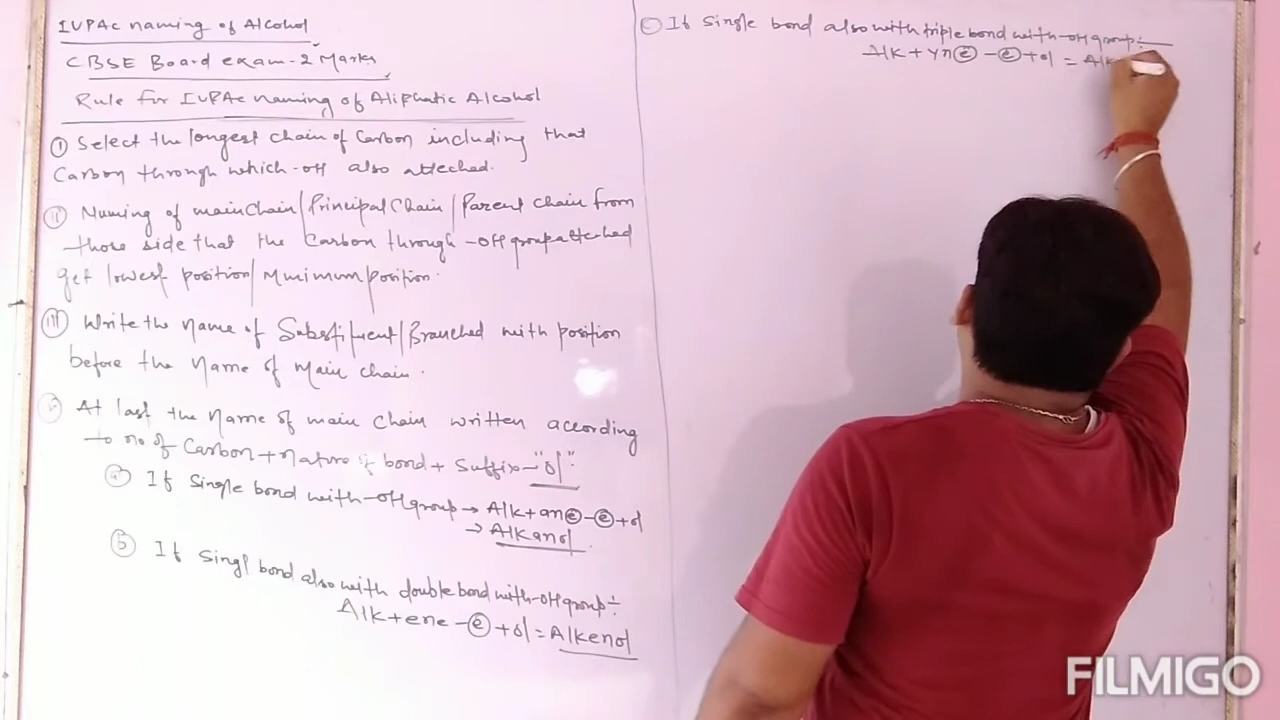 IUPAC naming of Alcohol
CBSE Board exam-2 Marks
Rule for IUPAC naming of Aliphatic Alcohol
① Select the longest chain of Carbon including that
Carbon through which -OH also atteched.
② Numing of main Chain/Principal Chain/Parent chain from
those side that the Carbon through -OH group atteched
get lowest position/Minimum position.
③ Write the name of Substituent/Branched with position
before the Name of Main chain.
At last the Name of main Chain written according
to no of Carbon + nature of bond + Suffix - "ol"
ⓐ If Single bond with -OH group → Alk + ane - e + ol
→ Alkanol
ⓑ If Singl bond also with double bond with -OH group :-
Alk + ene - e + ol = Alkenol
ⓒ If Single bond also with triple bond with -OH group :-
Alk + yne - e + ol = Alk
FILMIGO